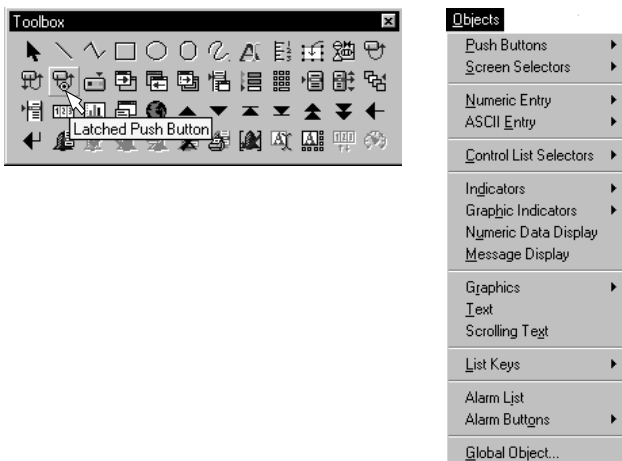 Toolbox
Latched Push Button
Objects
Push Buttons
Screen Selectors
Numeric Entry
ASCII Entry
Control List Selectors
Indicators
Graphic Indicators
Numeric Data Display
Message Display
Graphics
Text
Scrolling Text
List Keys
Alarm List
Alarm Buttons
Global Object...